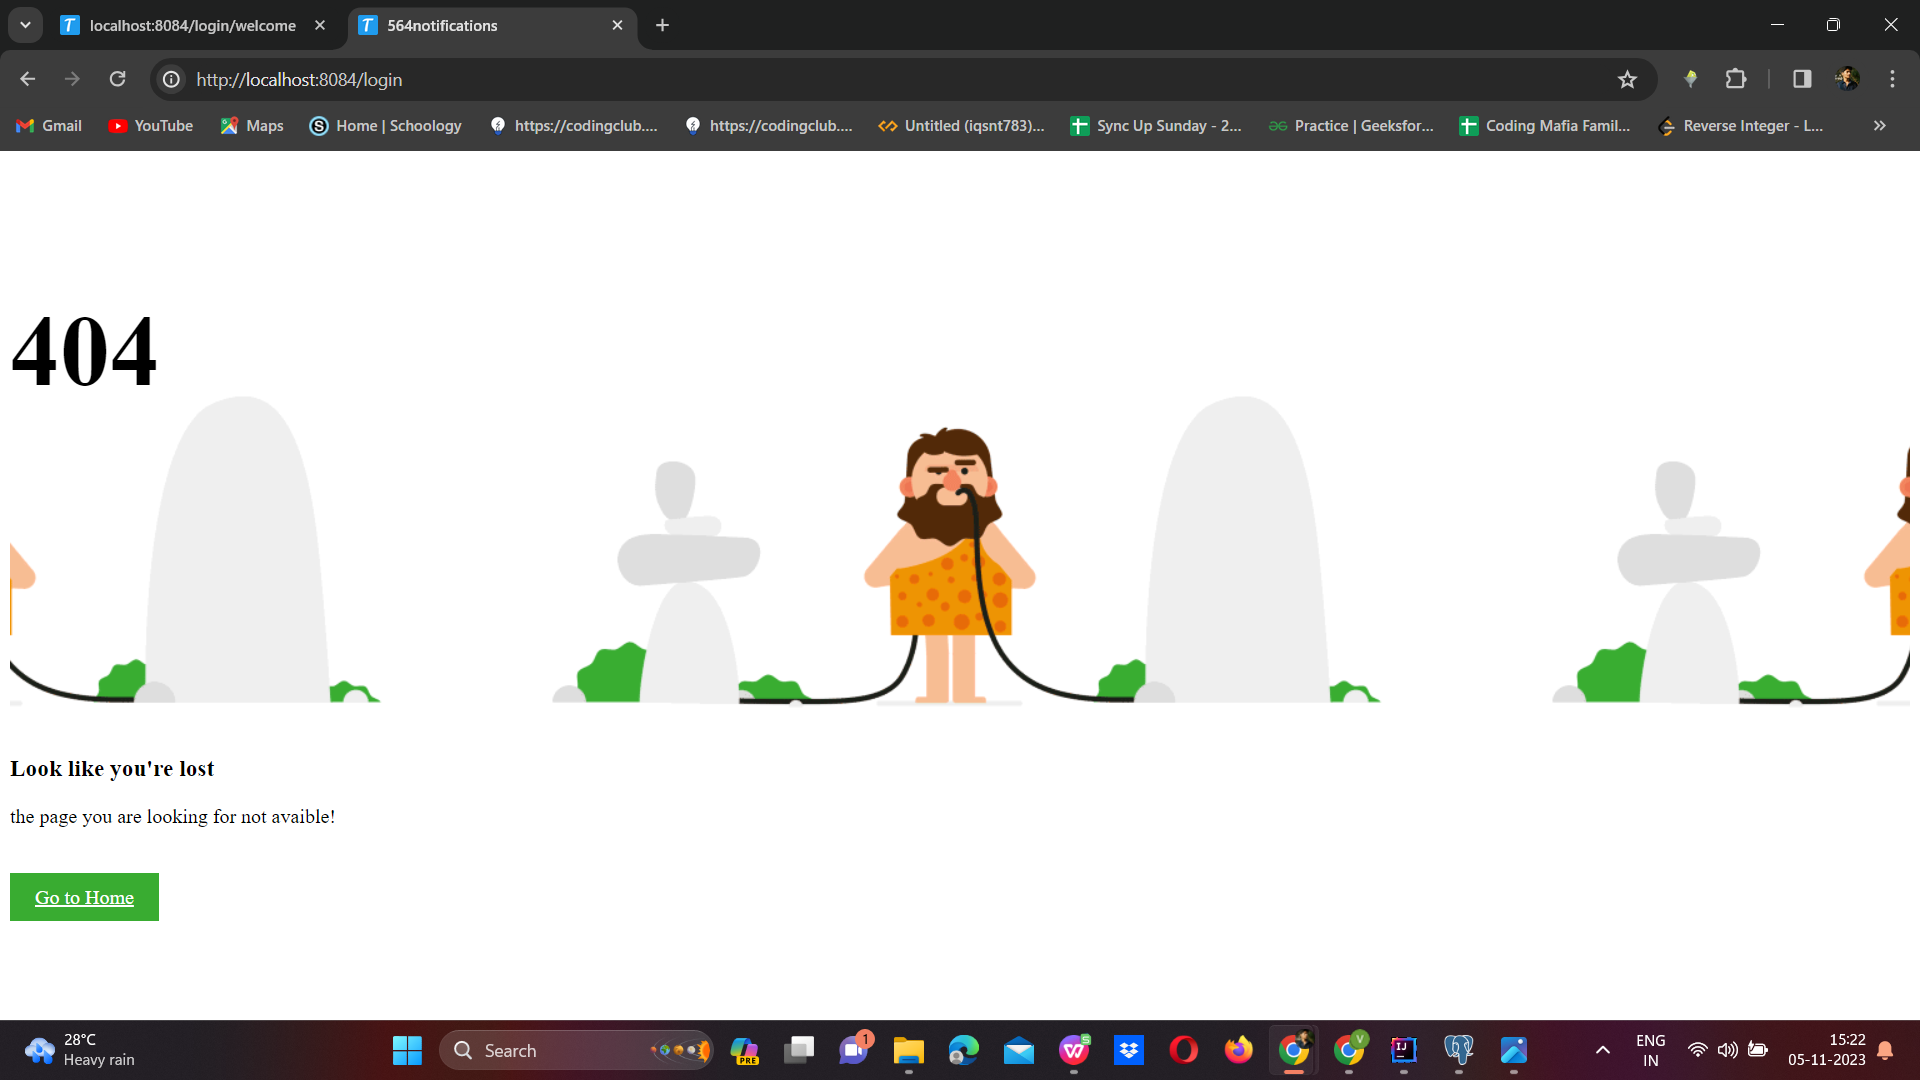 localhost:8084/login/welcome
564notifications
http://localhost:8084/login
Gmail
YouTube
Maps
Home | Schoology
https://codingclub....
https://codingclub....
Untitled (iqsnt783)...
Sync Up Sunday - 2...
Practice | Geeksfor...
Coding Mafia Famil...
Reverse Integer - L...
404
Look like you're lost
the page you are looking for not avaible!
Go to Home
28°C
Heavy rain
Search
PRE
1
V
IJ
ENG
IN
15:22
05-11-2023